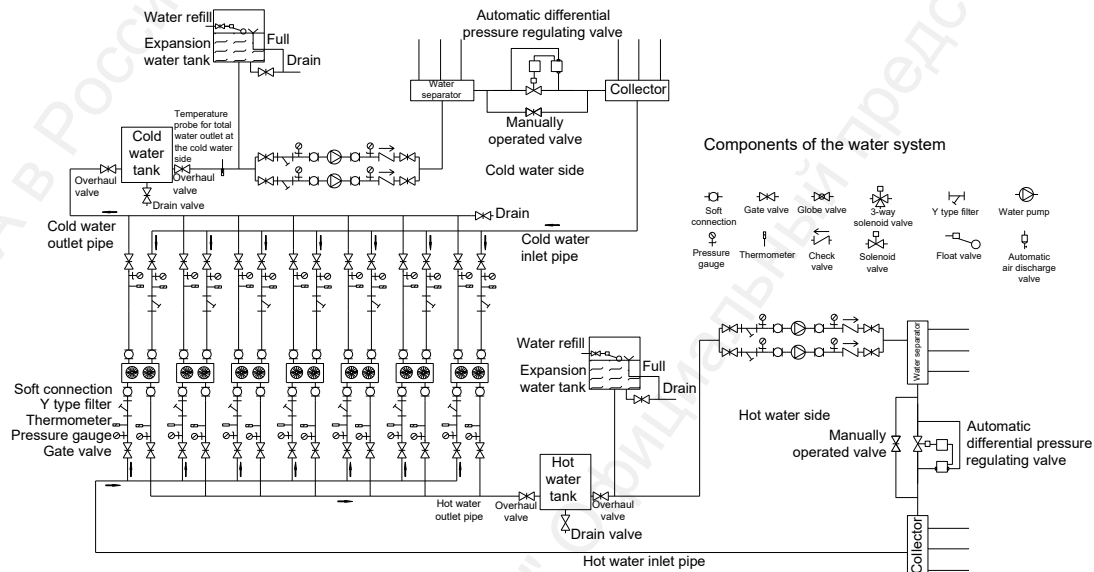 А В Росси
" Официальный предс
Water refill
Expansion
water tank
Full
Drain
Automatic differential
pressure regulating valve
Water
separator
Collector
Manually
operated valve
Cold water side
Temperature
probe for total
water outlet at
the cold water
side
Cold
water
tank
Overhaul
valve
Overhaul
valve
Drain valve
Cold water
outlet pipe
Drain
Cold water
inlet pipe
Components of the water system
Soft
connection
Gate valve
Globe valve
3-way
solenoid valve
Y type filter
Water pump
Pressure
gauge
Thermometer
Check
valve
Solenoid
valve
Float valve
Automatic
air discharge
valve
Water refill
Expansion
water tank
Full
Drain
Water separator
Soft connection
Y type filter
Thermometer
Pressure gauge
Gate valve
Hot water side
Manually
operated valve
Automatic
differential pressure
regulating valve
Hot
water
tank
Hot water
outlet pipe
Overhaul
valve
Overhaul
valve
Drain valve
Hot water inlet pipe
Collector